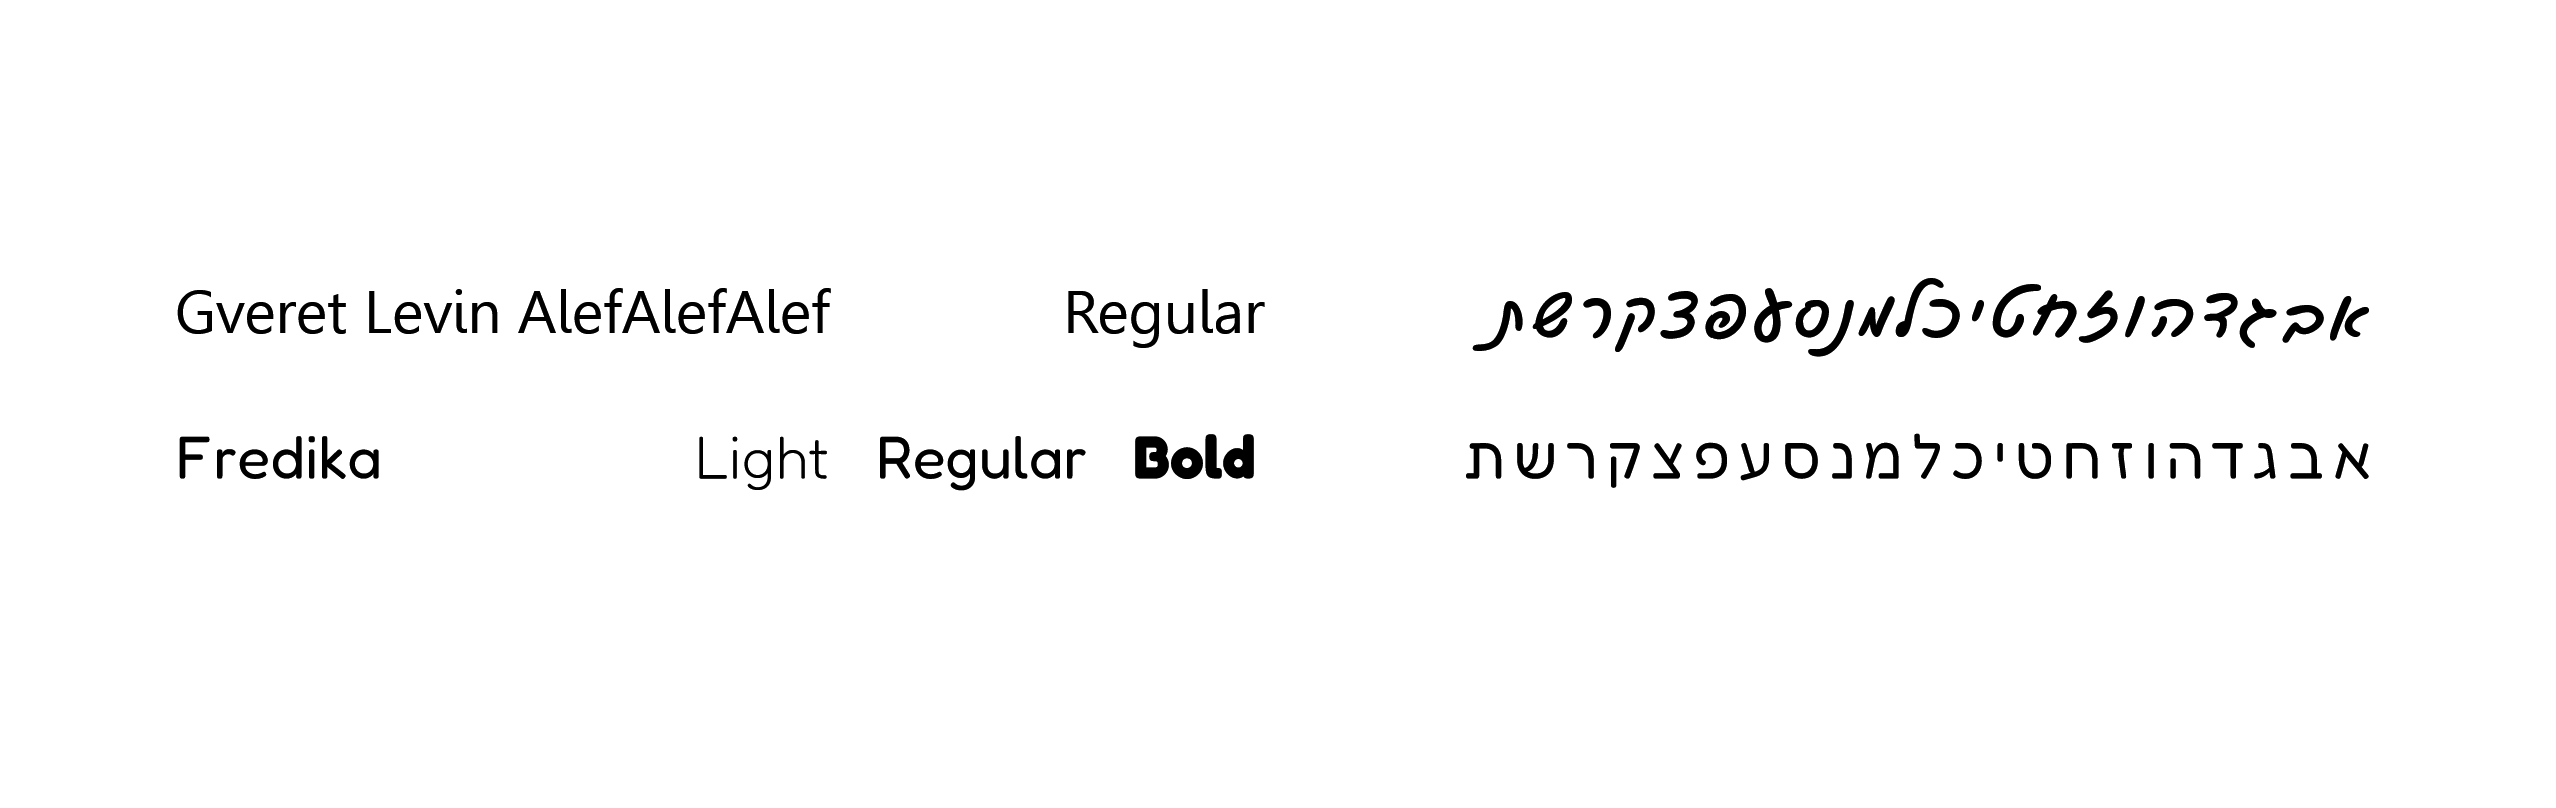 Gveret Levin AlefAlefAlef Regular אבגדהוזחטיכלמנסעפצקרשת
Fredika Light Regular Bold אבגדהוזחטיכלמנסעפצקרשת